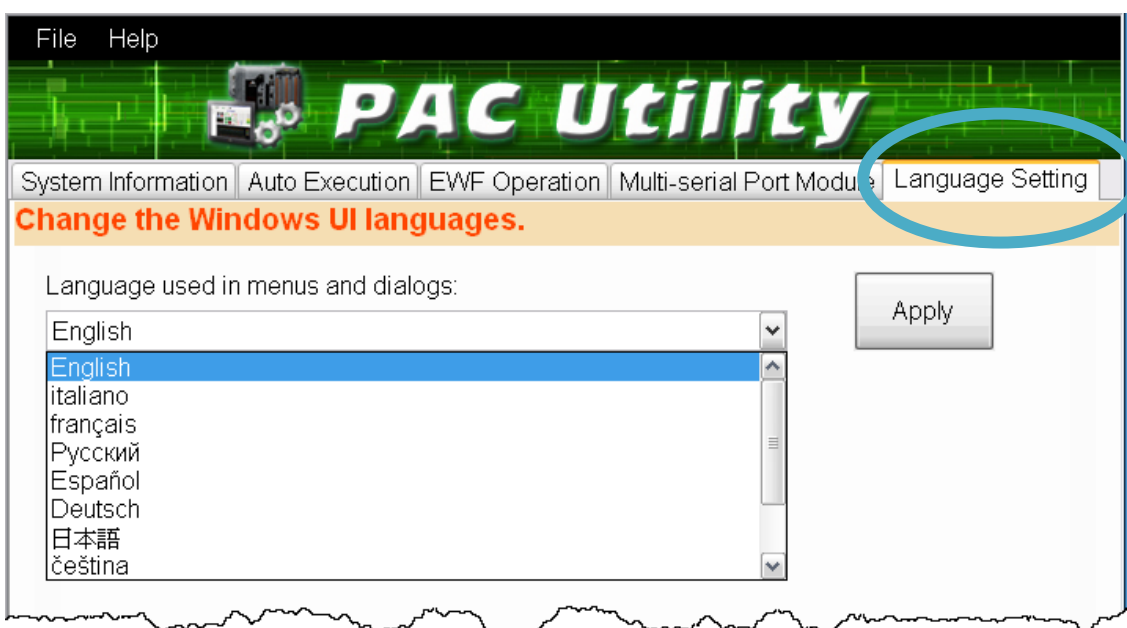 File Help
PAC Utility
System Information Auto Execution EWF Operation Multi-serial Port Module Language Setting
Change the Windows UI languages.
Language used in menus and dialogs:
Apply
English
English
italiano
français
Русский
Español
Deutsch
日本語
čeština